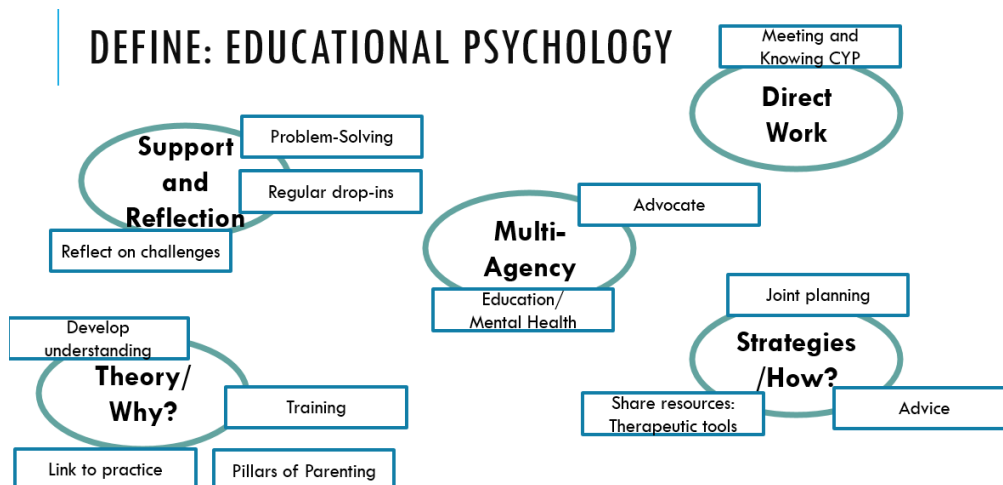 DEFINE: EDUCATIONAL PSYCHOLOGY
Meeting and
Knowing CYP
Direct
Work
Support
and
Reflection
Problem-Solving
Regular drop-ins
Reflect on challenges
Multi-
Agency
Advocate
Education/
Mental Health
Develop
understanding
Theory/
Why?
Training
Link to practice
Pillars of Parenting
Joint planning
Strategies
/How?
Share resources:
Therapeutic tools
Advice